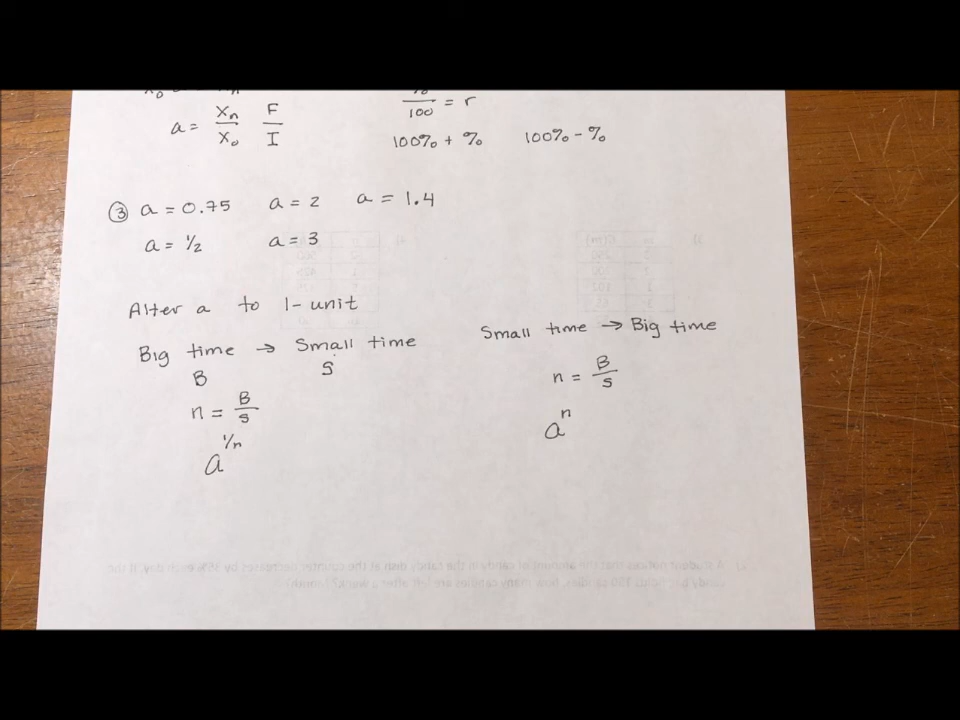 a = Xn/X0 F/I
/100 = r
100% + % 100% - %
③ a = 0.75 a = 2 a = 1.4
a = 1/2 a = 3
Alter a to 1-unit
Big time → Small time
B S
n = B/s
a^1/n
Small time → Big time
n = B/s
a^n